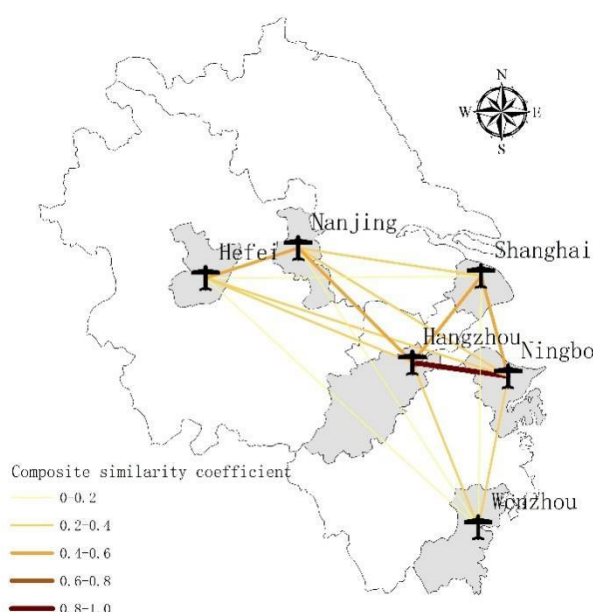 N
W E
S
Nanjing
Hefei
Shanghai
Hangzhou
Ningbo
Wenzhou
Composite similarity coefficient
0-0.2
0.2-0.4
0.4-0.6
0.6-0.8
0.8-1.0